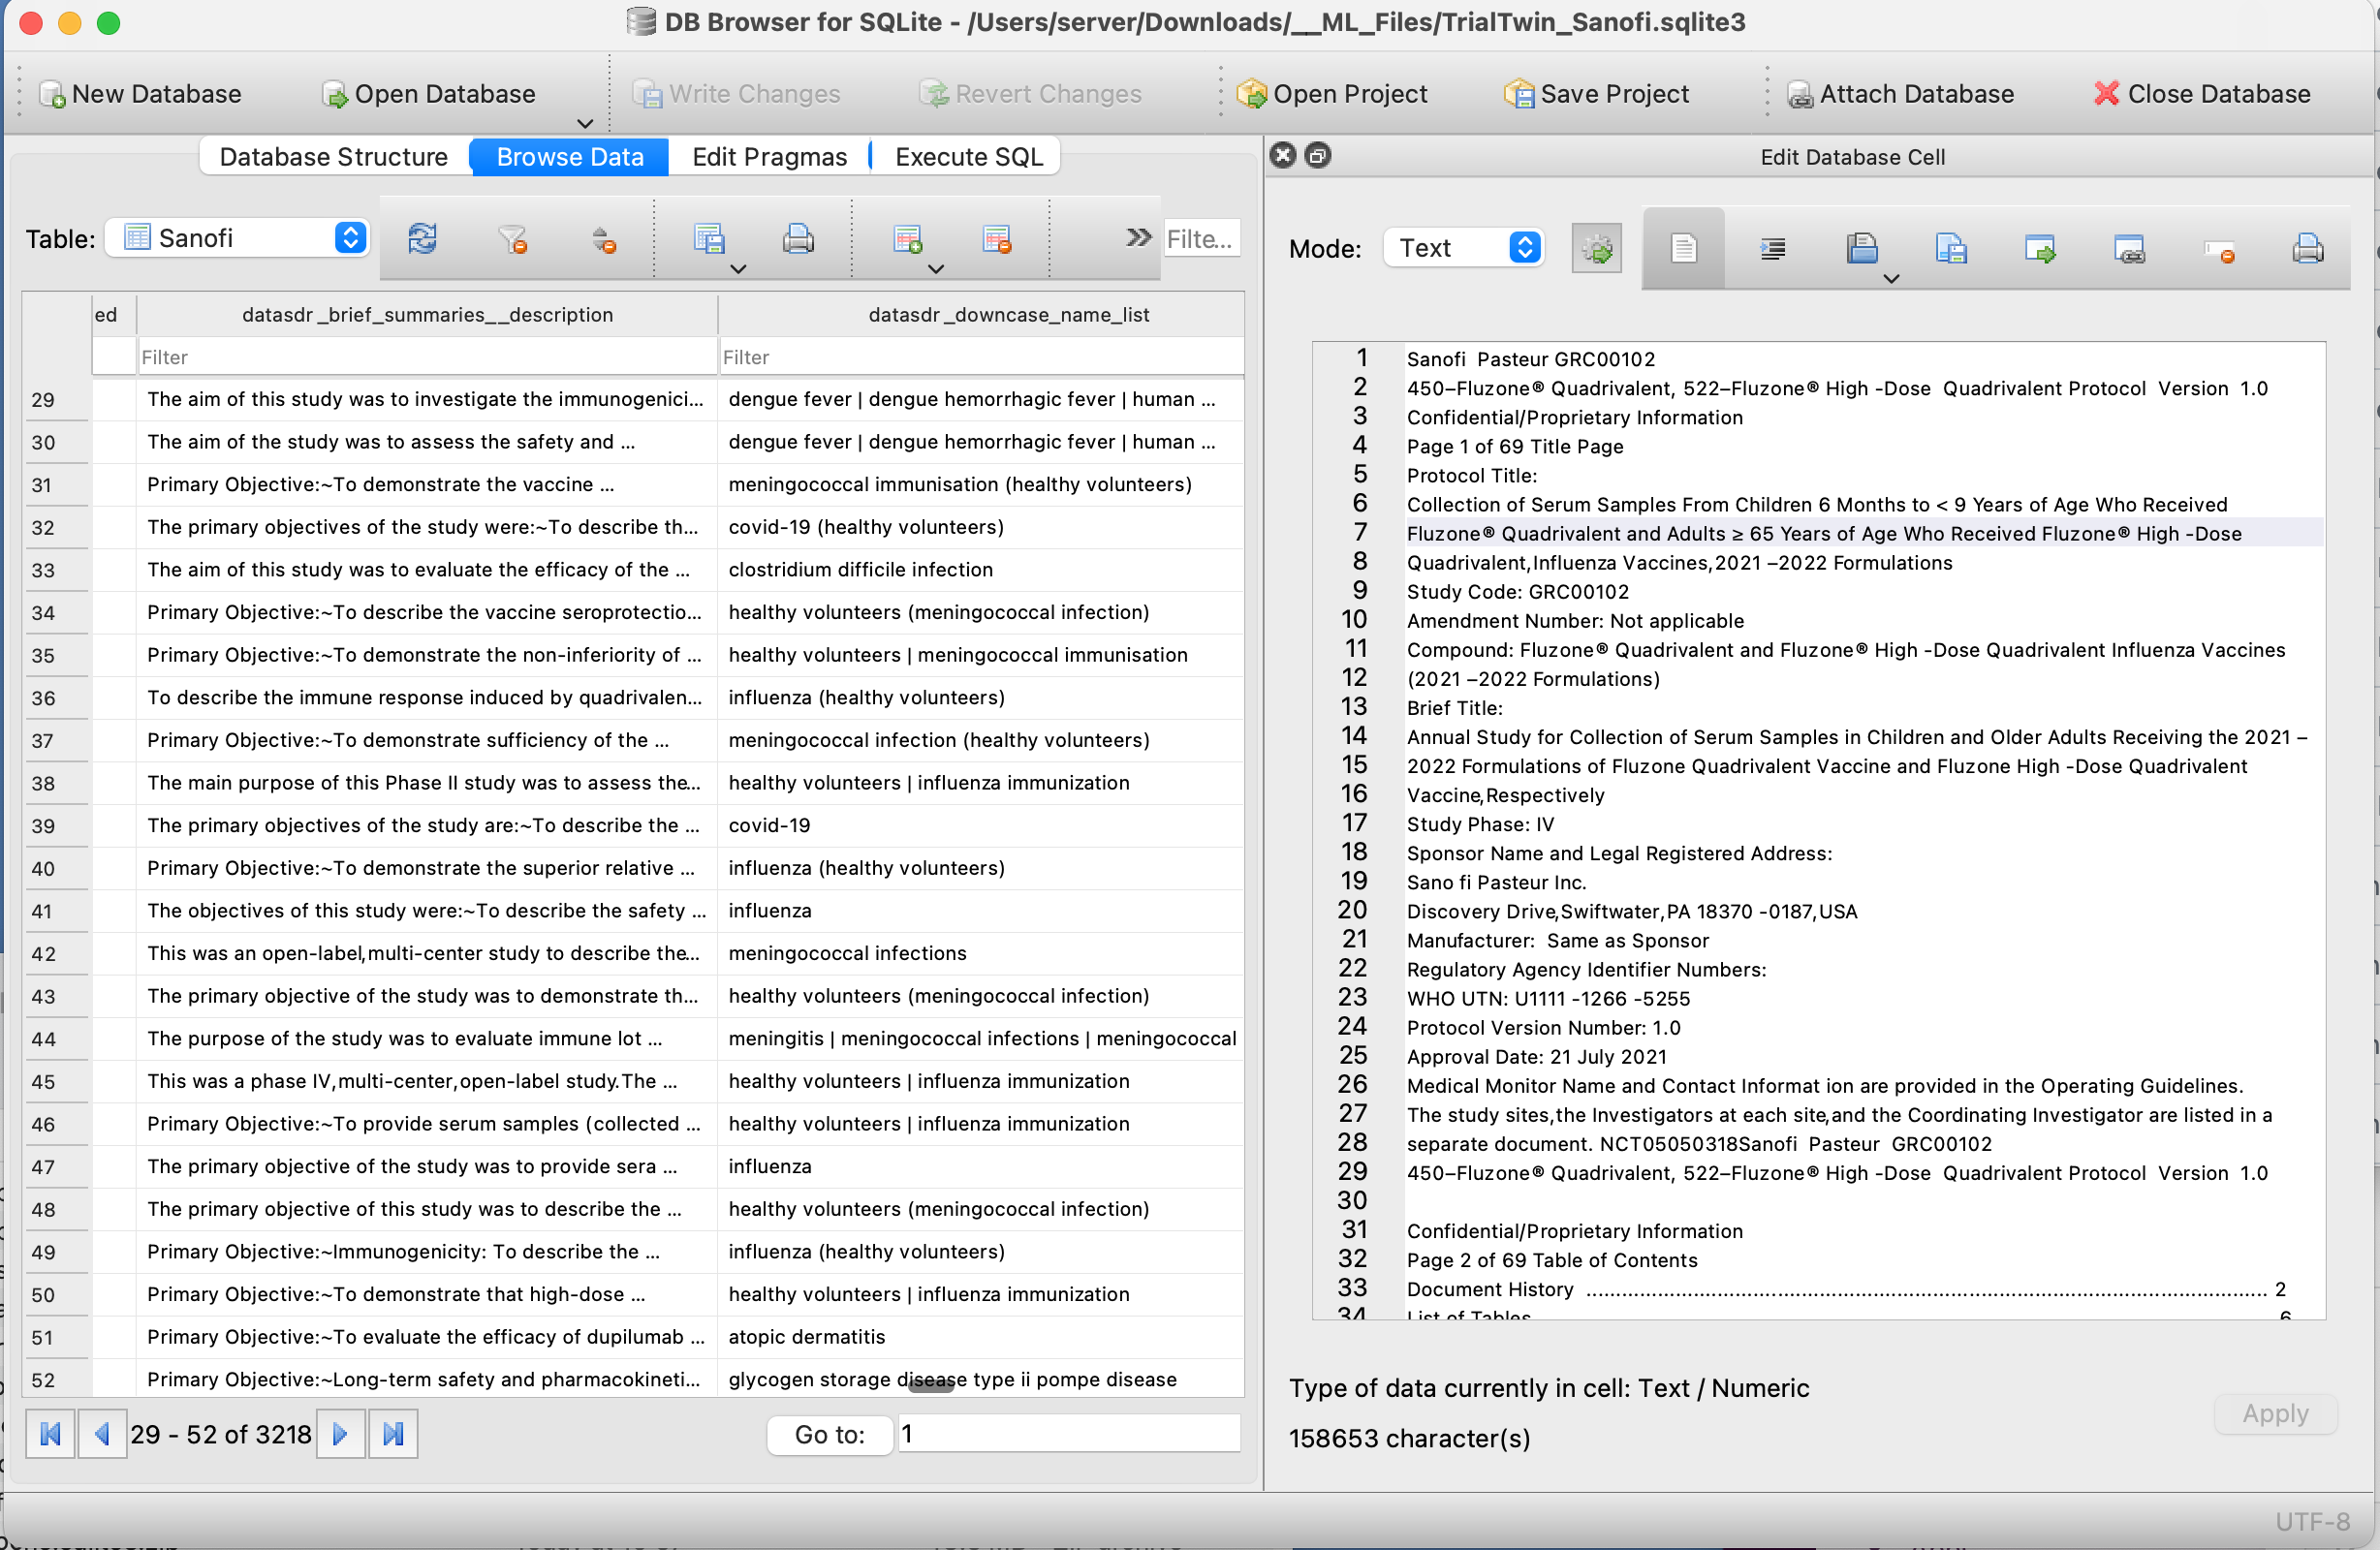 DB Browser for SQLite - /Users/server/Downloads/__ML_Files/TrialTwin_Sanofi.sqlite3
New Database
Open Database
Write Changes
Revert Changes
Open Project
Save Project
Attach Database
Close Database
Database Structure
Browse Data
Edit Pragmas
Execute SQL
Table:
Sanofi
Filte...
ed
datasdr_brief_summaries__description
datasdr_downcase_name_list
Filter
Filter
29 The aim of this study was to investigate the immunogenici... dengue fever | dengue hemorrhagic fever | human ...
30 The aim of the study was to assess the safety and ... dengue fever | dengue hemorrhagic fever | human ...
31 Primary Objective:~To demonstrate the vaccine ... meningococcal immunisation (healthy volunteers)
32 The primary objectives of the study were:~To describe th... covid-19 (healthy volunteers)
33 The aim of this study was to evaluate the efficacy of the ... clostridium difficile infection
34 Primary Objective:~To describe the vaccine seroprotectio... healthy volunteers (meningococcal infection)
35 Primary Objective:~To demonstrate the non-inferiority of ... healthy volunteers | meningococcal immunisation
36 To describe the immune response induced by quadrivalen... influenza (healthy volunteers)
37 Primary Objective:~To demonstrate sufficiency of the ... meningococcal infection (healthy volunteers)
38 The main purpose of this Phase II study was to assess the... healthy volunteers | influenza immunization
39 The primary objectives of the study are:~To describe the ... covid-19
40 Primary Objective:~To demonstrate the superior relative ... influenza (healthy volunteers)
41 The objectives of this study were:~To describe the safety ... influenza
42 This was an open-label,multi-center study to describe the... meningococcal infections
43 The primary objective of the study was to demonstrate th... healthy volunteers (meningococcal infection)
44 The purpose of the study was to evaluate immune lot ... meningitis | meningococcal infections | meningococcal
45 This was a phase IV,multi-center,open-label study.The ... healthy volunteers | influenza immunization
46 Primary Objective:~To provide serum samples (collected ... healthy volunteers | influenza immunization
47 The primary objective of the study was to provide sera ... influenza
48 The primary objective of this study was to describe the ... healthy volunteers (meningococcal infection)
49 Primary Objective:~Immunogenicity: To describe the ... influenza (healthy volunteers)
50 Primary Objective:~To demonstrate that high-dose ... healthy volunteers | influenza immunization
51 Primary Objective:~To evaluate the efficacy of dupilumab ... atopic dermatitis
52 Primary Objective:~Long-term safety and pharmacokineti... glycogen storage disease type ii pompe disease
29 - 52 of 3218
Go to:
1
Edit Database Cell
Mode:
Text
1 Sanofi  Pasteur GRC00102
2 450–Fluzone® Quadrivalent, 522–Fluzone® High -Dose  Quadrivalent Protocol  Version  1.0
3 Confidential/Proprietary Information
4 Page 1 of 69 Title Page
5 Protocol Title:
6 Collection of Serum Samples From Children 6 Months to < 9 Years of Age Who Received
7 Fluzone® Quadrivalent and Adults ≥ 65 Years of Age Who Received Fluzone® High -Dose
8 Quadrivalent,Influenza Vaccines,2021 –2022 Formulations
9 Study Code: GRC00102
10 Amendment Number: Not applicable
11 Compound: Fluzone® Quadrivalent and Fluzone® High -Dose Quadrivalent Influenza Vaccines
12 (2021 –2022 Formulations)
13 Brief Title:
14 Annual Study for Collection of Serum Samples in Children and Older Adults Receiving the 2021 –
15 2022 Formulations of Fluzone Quadrivalent Vaccine and Fluzone High -Dose Quadrivalent
16 Vaccine,Respectively
17 Study Phase: IV
18 Sponsor Name and Legal Registered Address:
19 Sano fi Pasteur Inc.
20 Discovery Drive,Swiftwater,PA 18370 -0187,USA
21 Manufacturer:  Same as Sponsor
22 Regulatory Agency Identifier Numbers:
23 WHO UTN: U1111 -1266 -5255
24 Protocol Version Number: 1.0
25 Approval Date: 21 July 2021
26 Medical Monitor Name and Contact Informat ion are provided in the Operating Guidelines.
27 The study sites,the Investigators at each site,and the Coordinating Investigator are listed in a
28 separate document. NCT05050318Sanofi  Pasteur  GRC00102
29 450–Fluzone® Quadrivalent, 522–Fluzone® High -Dose  Quadrivalent Protocol  Version  1.0
30
31 Confidential/Proprietary Information
32 Page 2 of 69 Table of Contents
33 Document History ................................................................ 2
34 List of Tables 6
Type of data currently in cell: Text / Numeric
158653 character(s)
Apply
UTF-8